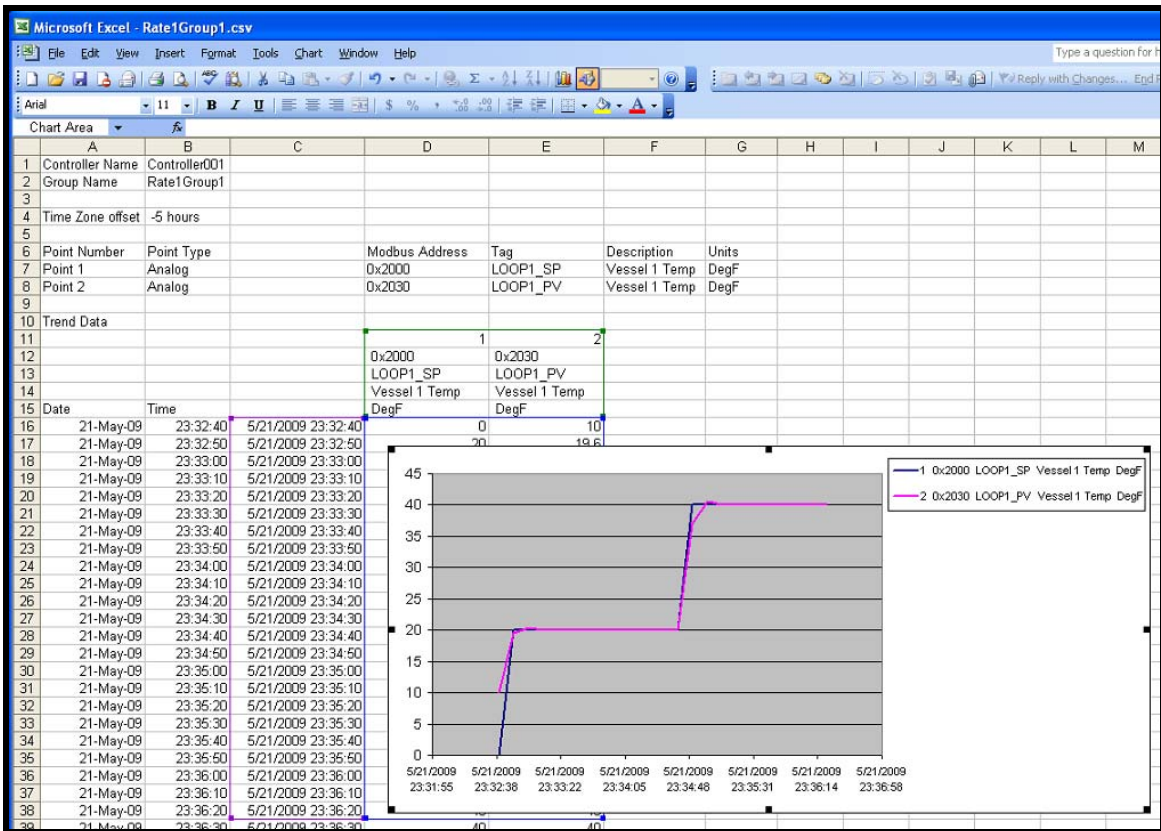 Microsoft Excel - Rate1Group1.csv
File Edit View Insert Format Tools Chart Window Help
Type a question for h
Reply with Changes... End R
Arial 11 B I U
Chart Area fx
A B C D E F G H I J K L M
1 Controller Name Controller001
2 Group Name Rate1Group1
3
4 Time Zone offset -5 hours
5
6 Point Number Point Type Modbus Address Tag Description Units
7 Point 1 Analog 0x2000 LOOP1_SP Vessel 1 Temp DegF
8 Point 2 Analog 0x2030 LOOP1_PV Vessel 1 Temp DegF
9
10 Trend Data
11 1 2
12 0x2000 0x2030
13 LOOP1_SP LOOP1_PV
14 Vessel 1 Temp Vessel 1 Temp
15 Date Time DegF DegF
16 21-May-09 23:32:40 5/21/2009 23:32:40 0 10
17 21-May-09 23:32:50 5/21/2009 23:32:50 20 19.6
18 21-May-09 23:33:00 5/21/2009 23:33:00
19 21-May-09 23:33:10 5/21/2009 23:33:10
20 21-May-09 23:33:20 5/21/2009 23:33:20
21 21-May-09 23:33:30 5/21/2009 23:33:30
22 21-May-09 23:33:40 5/21/2009 23:33:40
23 21-May-09 23:33:50 5/21/2009 23:33:50
24 21-May-09 23:34:00 5/21/2009 23:34:00
25 21-May-09 23:34:10 5/21/2009 23:34:10
26 21-May-09 23:34:20 5/21/2009 23:34:20
27 21-May-09 23:34:30 5/21/2009 23:34:30
28 21-May-09 23:34:40 5/21/2009 23:34:40
29 21-May-09 23:34:50 5/21/2009 23:34:50
30 21-May-09 23:35:00 5/21/2009 23:35:00
31 21-May-09 23:35:10 5/21/2009 23:35:10
32 21-May-09 23:35:20 5/21/2009 23:35:20
33 21-May-09 23:35:30 5/21/2009 23:35:30
34 21-May-09 23:35:40 5/21/2009 23:35:40
35 21-May-09 23:35:50 5/21/2009 23:35:50
36 21-May-09 23:36:00 5/21/2009 23:36:00
37 21-May-09 23:36:10 5/21/2009 23:36:10
38 21-May-09 23:36:20 5/21/2009 23:36:20
39 21-May-09 23:36:30 5/21/2009 23:36:30 40 40
1 0x2000 LOOP1_SP Vessel 1 Temp DegF
2 0x2030 LOOP1_PV Vessel 1 Temp DegF
45
40
35
30
25
20
15
10
5
0
5/21/2009 5/21/2009 5/21/2009 5/21/2009 5/21/2009 5/21/2009 5/21/2009 5/21/2009
23:31:55 23:32:38 23:33:22 23:34:05 23:34:48 23:35:31 23:36:14 23:36:58